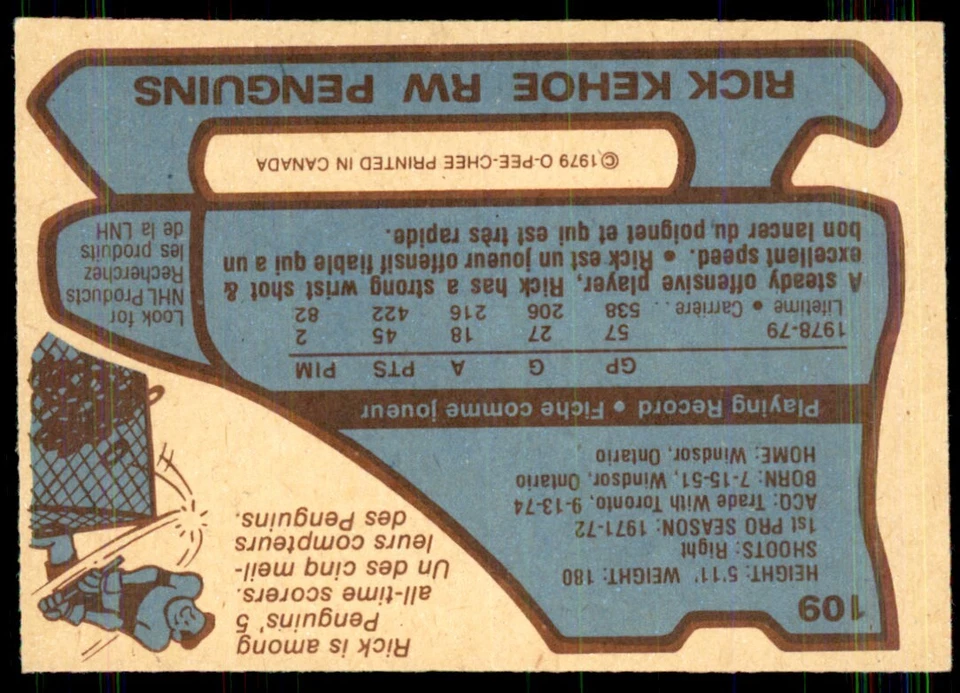 109
HEIGHT: 5'11' WEIGHT: 180
SHOOTS: Right
1st PRO SEASON: 1971-72
ACQ: Trade With Toronto, 9-13-74
BORN: 7-15-51, Windsor, Ontario
HOME: Windsor, Ontario
Rick is among
Penguins' 5
all-time scorers.
Un des cinq meil-
leurs compteurs
des Penguins.
Playing Record • Fiche comme joueur
GP G A PTS PIM
1978-79 57 27 18 45 2
Lifetime • Carrière . . 538 206 216 422 82
A steady offensive player, Rick has a strong wrist shot &
excellent speed. • Rick est un joueur offensif fiable qui a un
bon lancer du poignet et qui est très rapide.
Look for
NHL Products
Recherchez
les produits
de la LNH
©1979 O-PEE-CHEE PRINTED IN CANADA
RICK KEHOE RW PENGUINS